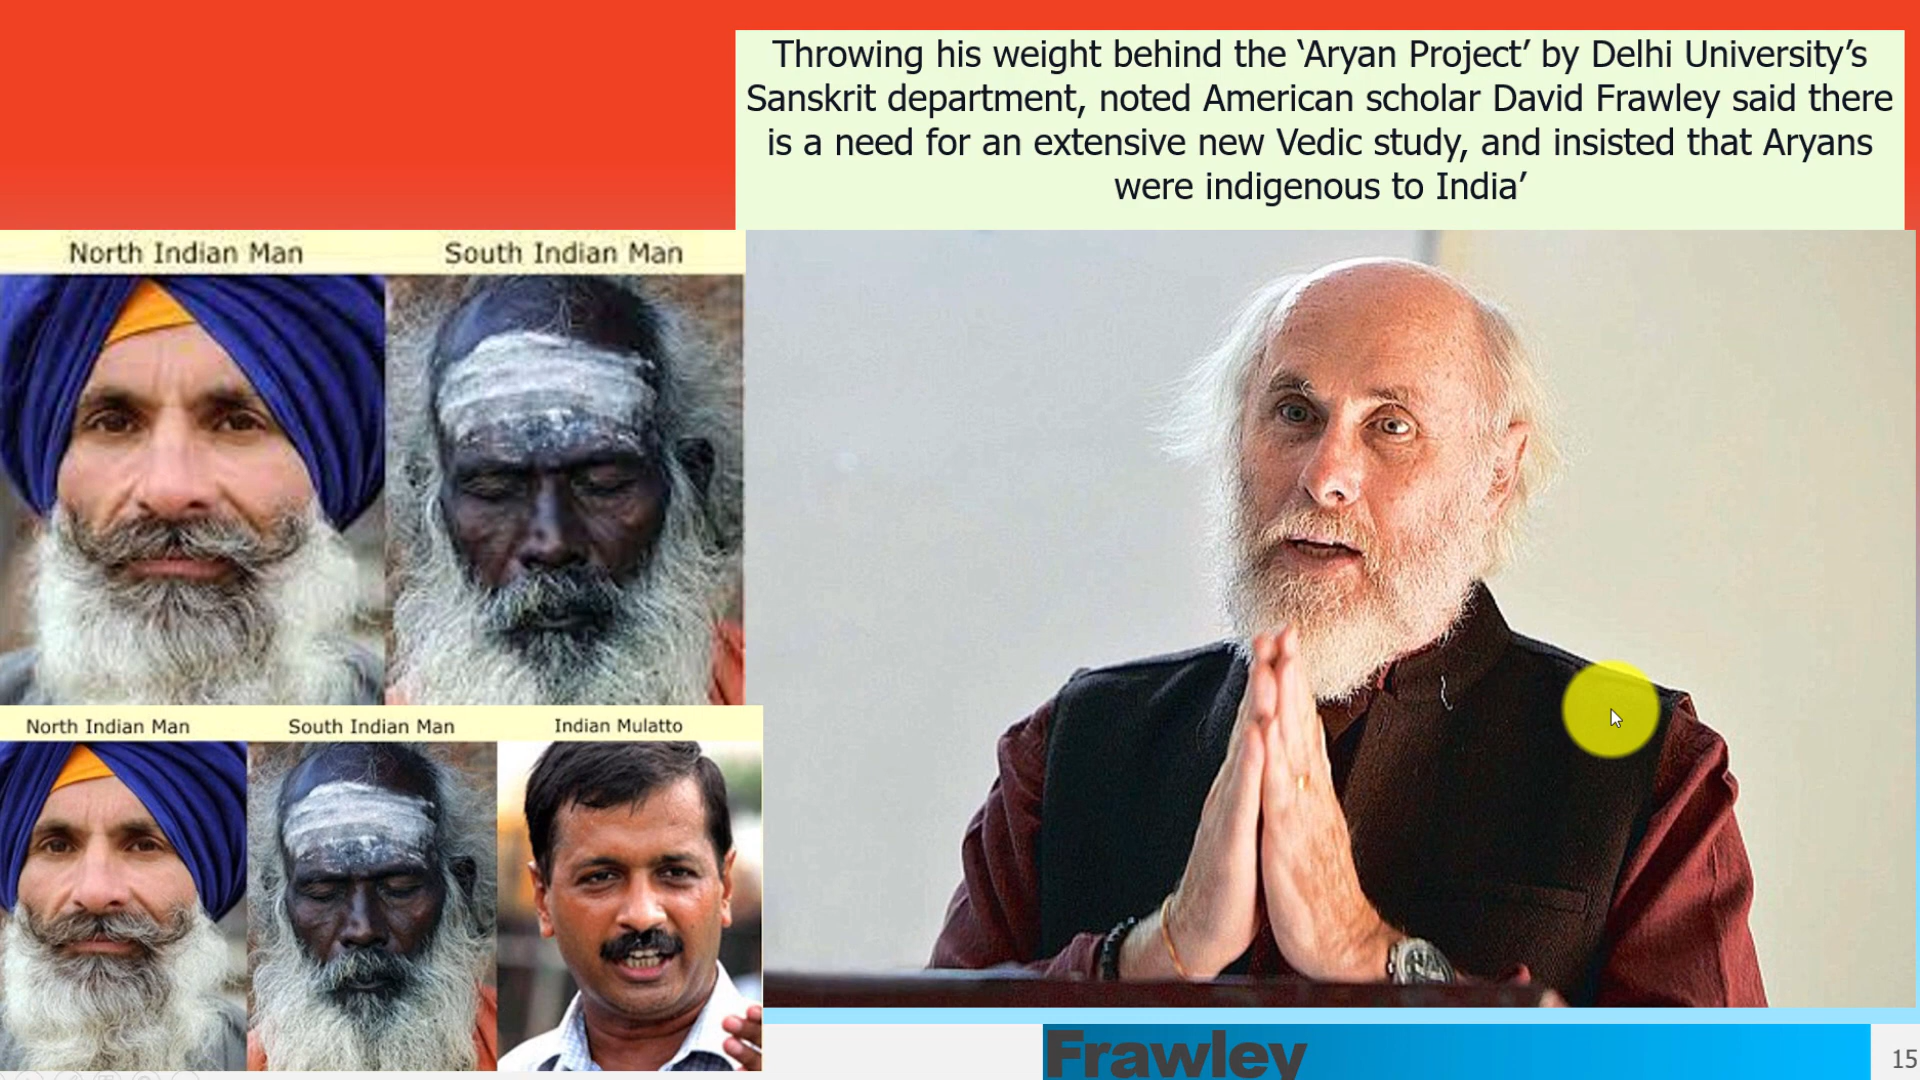 Throwing his weight behind the ‘Aryan Project’ by Delhi University’s
Sanskrit department, noted American scholar David Frawley said there
is a need for an extensive new Vedic study, and insisted that Aryans
were indigenous to India’
North Indian Man
South Indian Man
North Indian Man
South Indian Man
Indian Mulatto
Frawley
15